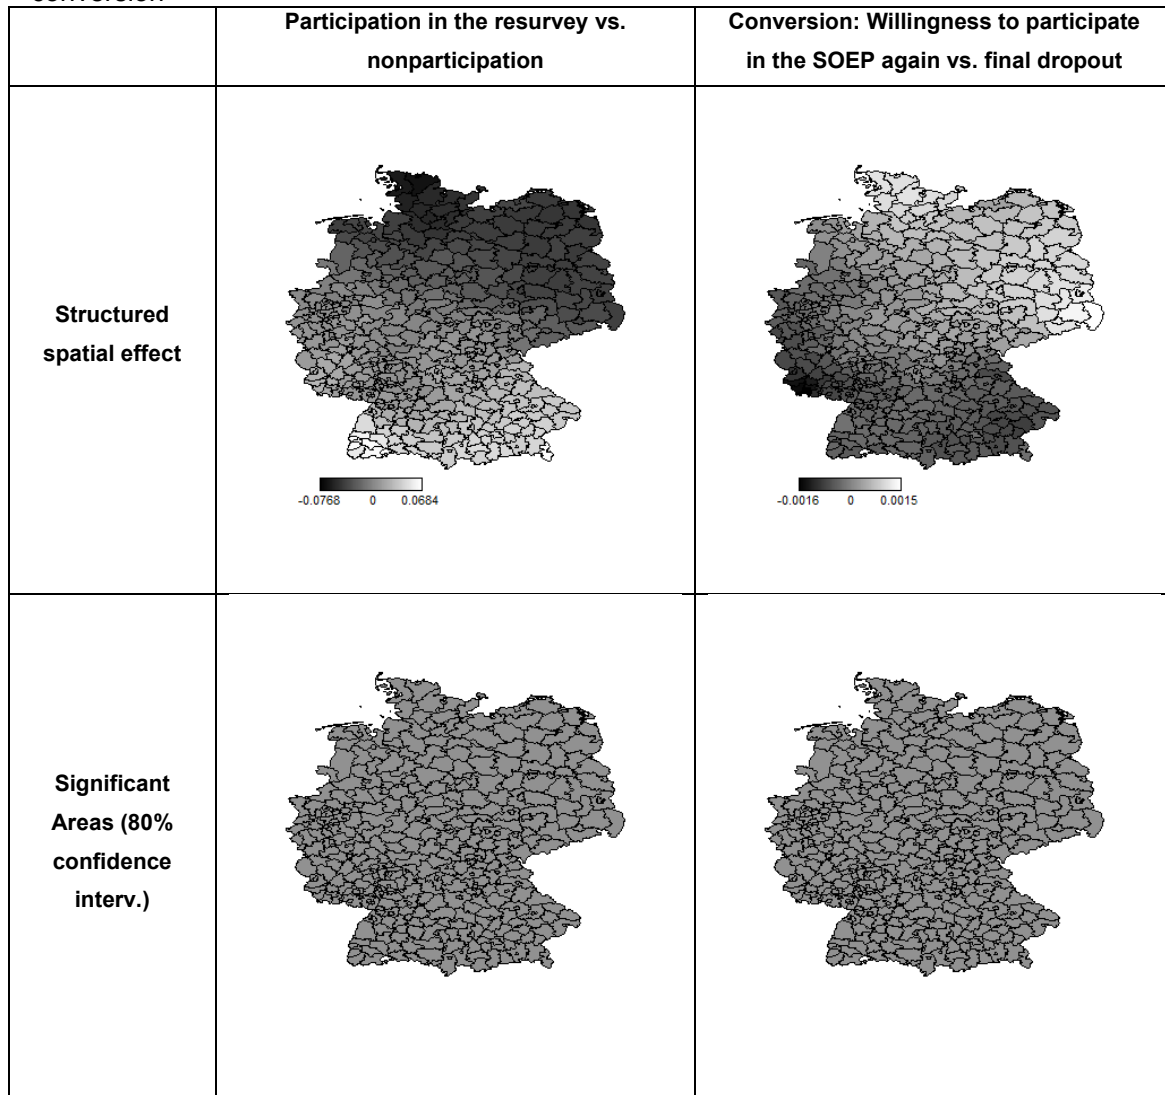 conversion
Participation in the resurvey vs.
nonparticipation
Conversion: Willingness to participate
in the SOEP again vs. final dropout
Structured
spatial effect
-0.0768 0 0.0684
-0.0016 0 0.0015
Significant
Areas (80%
confidence
interv.)